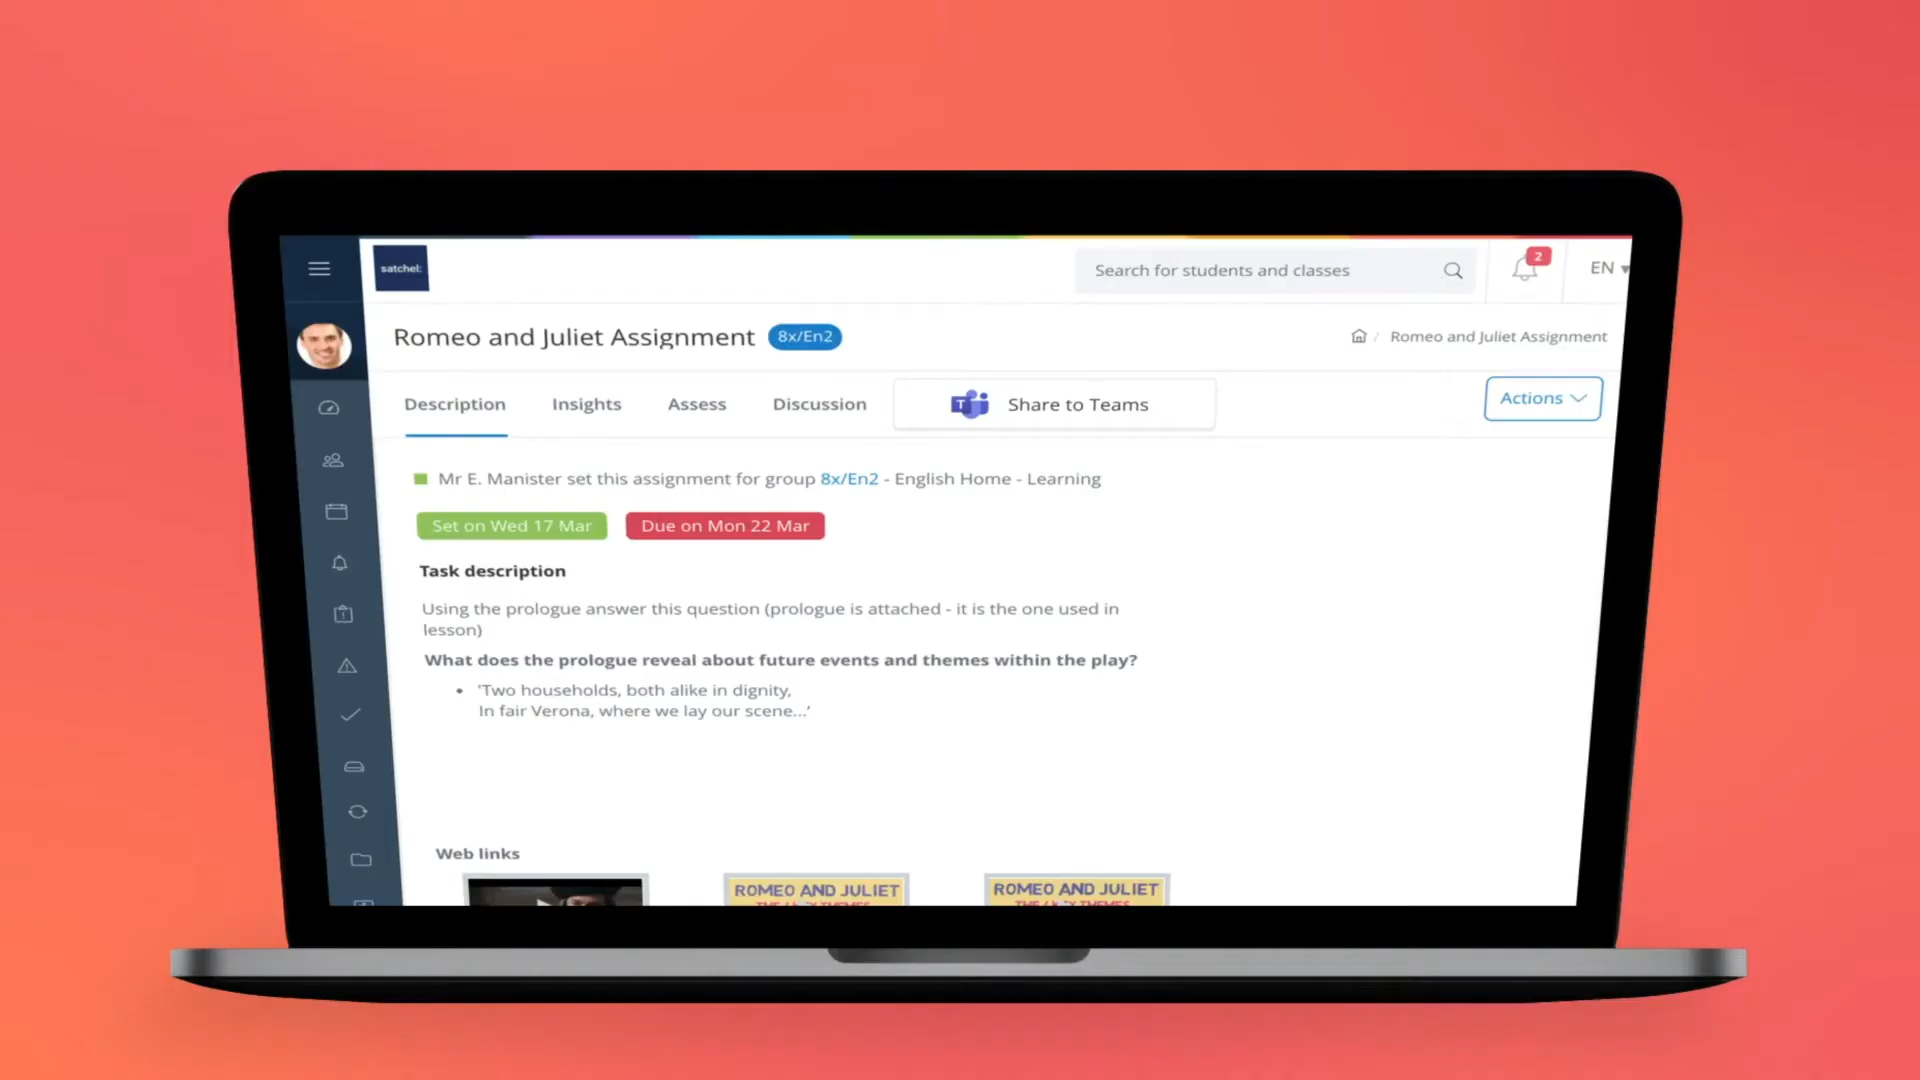 satchel:
Search for students and classes
2
EN
Romeo and Juliet Assignment 8x/En2
Romeo and Juliet Assignment
Description Insights Assess Discussion Share to Teams
Actions
Mr E. Manister set this assignment for group 8x/En2 - English Home - Learning
Set on Wed 17 Mar Due on Mon 22 Mar
Task description
Using the prologue answer this question (prologue is attached - it is the one used in
lesson)
What does the prologue reveal about future events and themes within the play?
• 'Two households, both alike in dignity,
In fair Verona, where we lay our scene...'
Web links
ROMEO AND JULIET
ROMEO AND JULIET